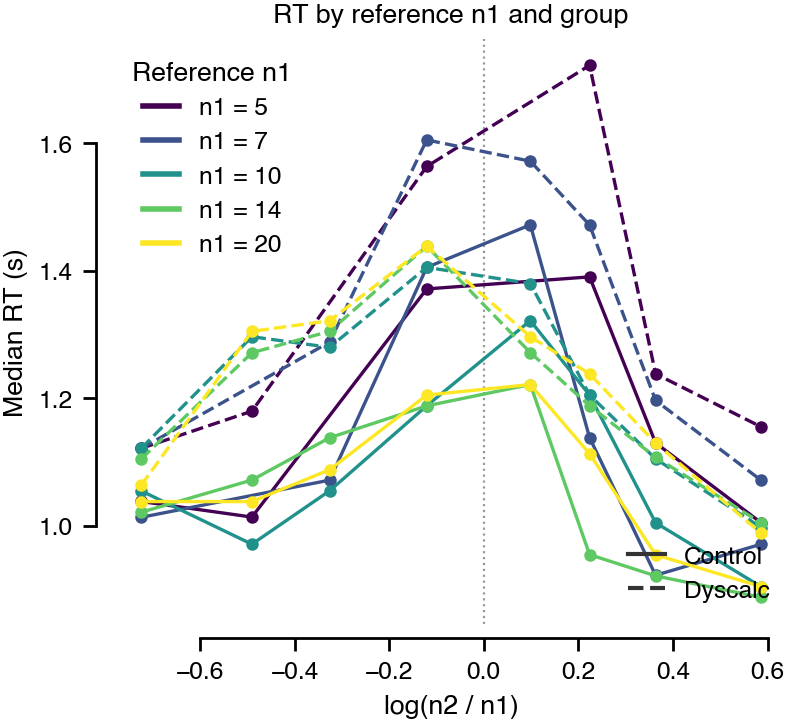 RT by reference n1 and group
Reference n1
n1 = 5
n1 = 7
n1 = 10
n1 = 14
n1 = 20
1.6
1.4
1.2
1.0
Median RT (s)
Control
Dyscalc
−0.6 −0.4 −0.2 0.0 0.2 0.4 0.6
log(n2 / n1)